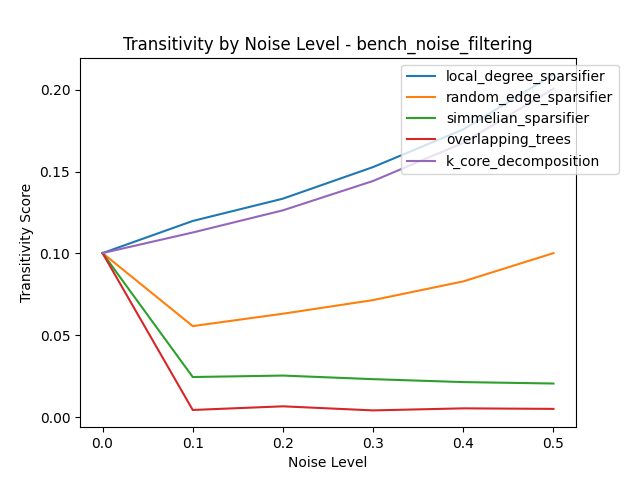 Transitivity by Noise Level - bench_noise_filtering
local_degree_sparsifier
random_edge_sparsifier
simmelian_sparsifier
overlapping_trees
k_core_decomposition
Transitivity Score
0.20
0.15
0.10
0.05
0.00
0.0 0.1 0.2 0.3 0.4 0.5
Noise Level